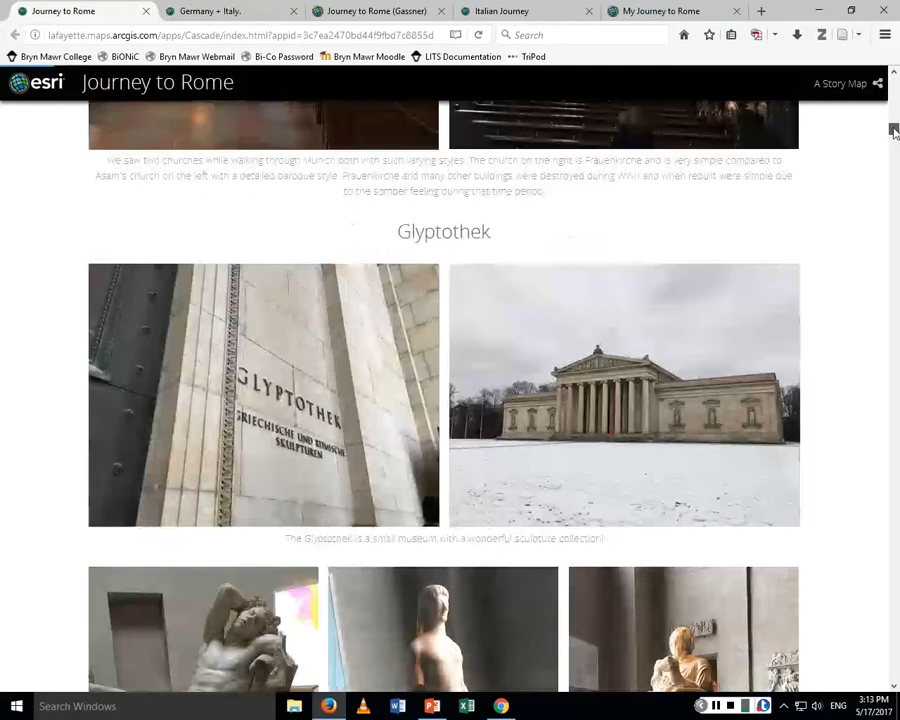 Journey to Rome
Germany + Italy.
Journey to Rome (Gassner)
Italian Journey
My Journey to Rome
lafayette.maps.arcgis.com/apps/Cascade/index.html?appid=3c7ea2470bd44f9fbd7c8855d
Search
Bryn Mawr College
BiONiC
Bryn Mawr Webmail
Bi-Co Password
Bryn Mawr Moodle
LITS Documentation
TriPod
esri
Journey to Rome
A Story Map
We saw two churches while walking through Munich both with such varying styles. The church on the right is Frauenkirche and is very simple compared to
Asam's church on the left with a detailed baroque style. Frauenkirche and many other buildings were destroyed during WWII and when rebuilt were simple due
to the somber feeling during that time period.
Glyptothek
GLYPTOTHEK
GRIECHISCHE UND RÖMISCHE
SKULPTUREN
The Glyptothek is a small museum with a wonderful sculpture collection!
Search Windows
ENG
3:13 PM
5/17/2017